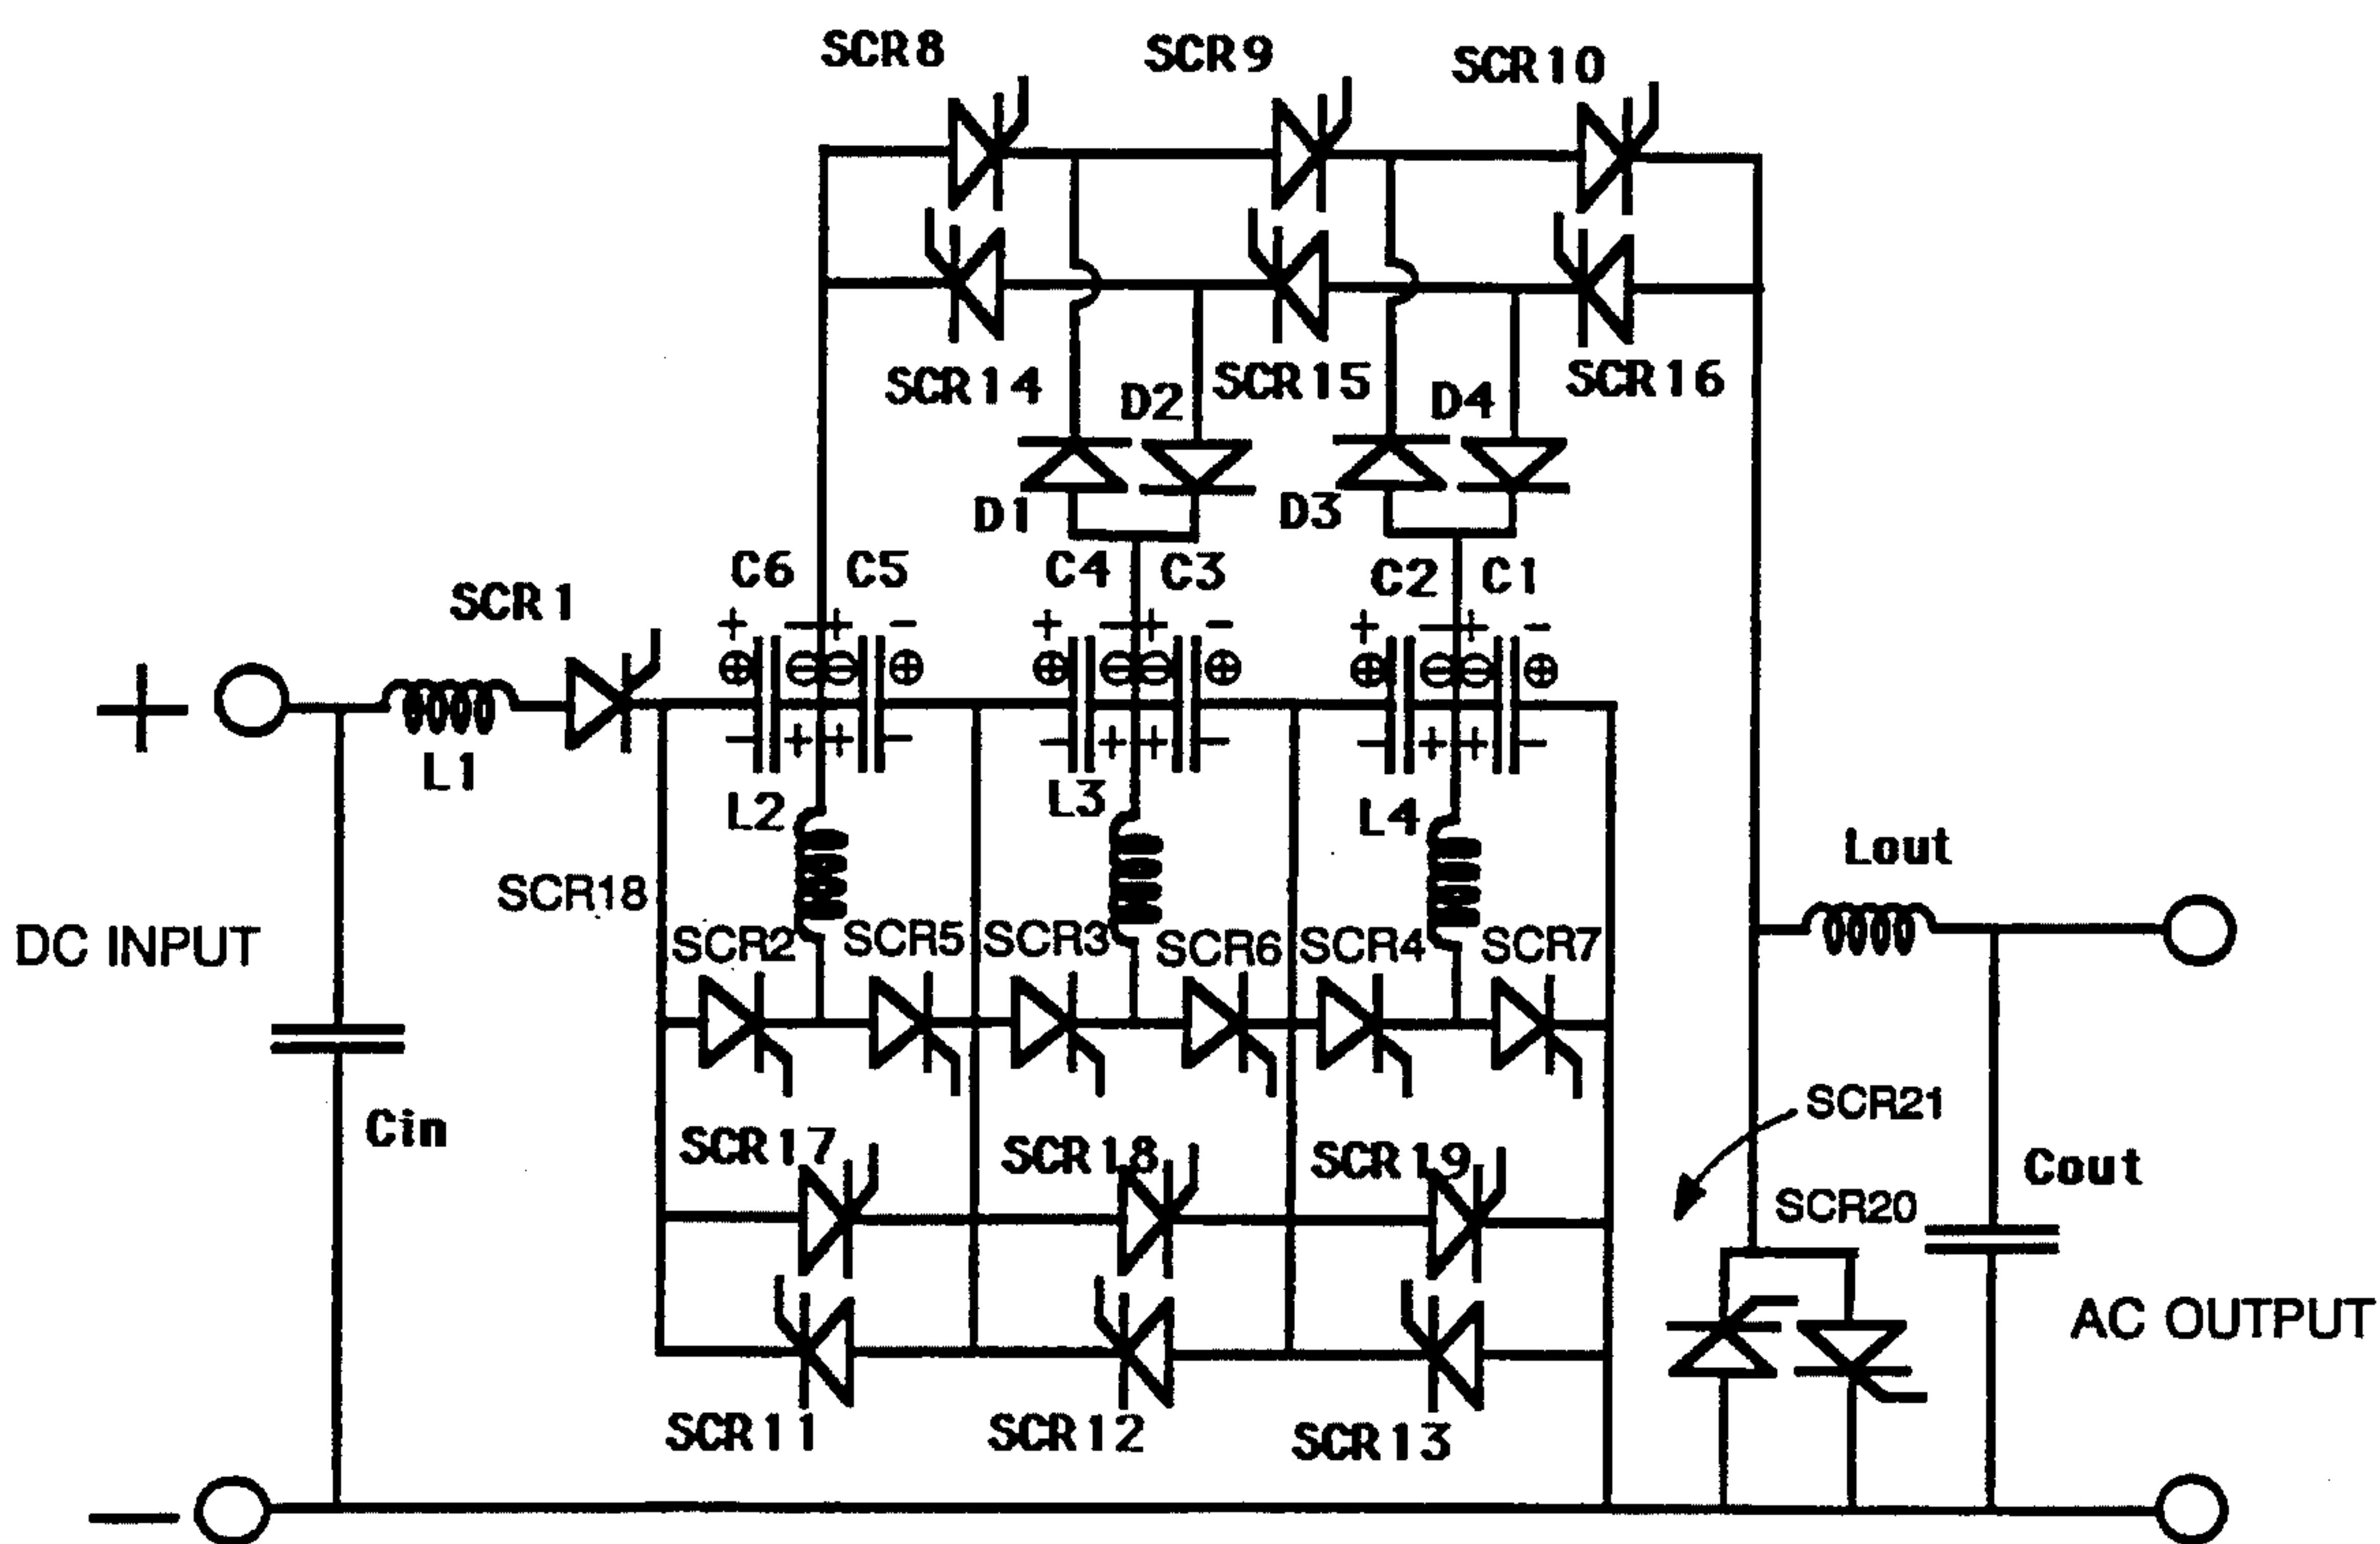 SCR8 SCR9 SCR10
SCR14 D2 SCR15 D4 SCR16
D1 D3
C6 C5 C4 C3 C2 C1
SCR1
+ − + − + − + − + − + −
⊕ ⊖ ⊖ ⊕ ⊕ ⊖ ⊖ ⊕ ⊕ ⊖ ⊖ ⊕
+
− + + − − + + − − + + −
L1 L2 L3 L4
Lout
SCR18
DC INPUT
SCR2 SCR5 SCR3 SCR6 SCR4 SCR7
SCR21
Cin
SCR17 SCR18 SCR19
Cout
SCR20
AC OUTPUT
SCR11 SCR12 SCR13
−